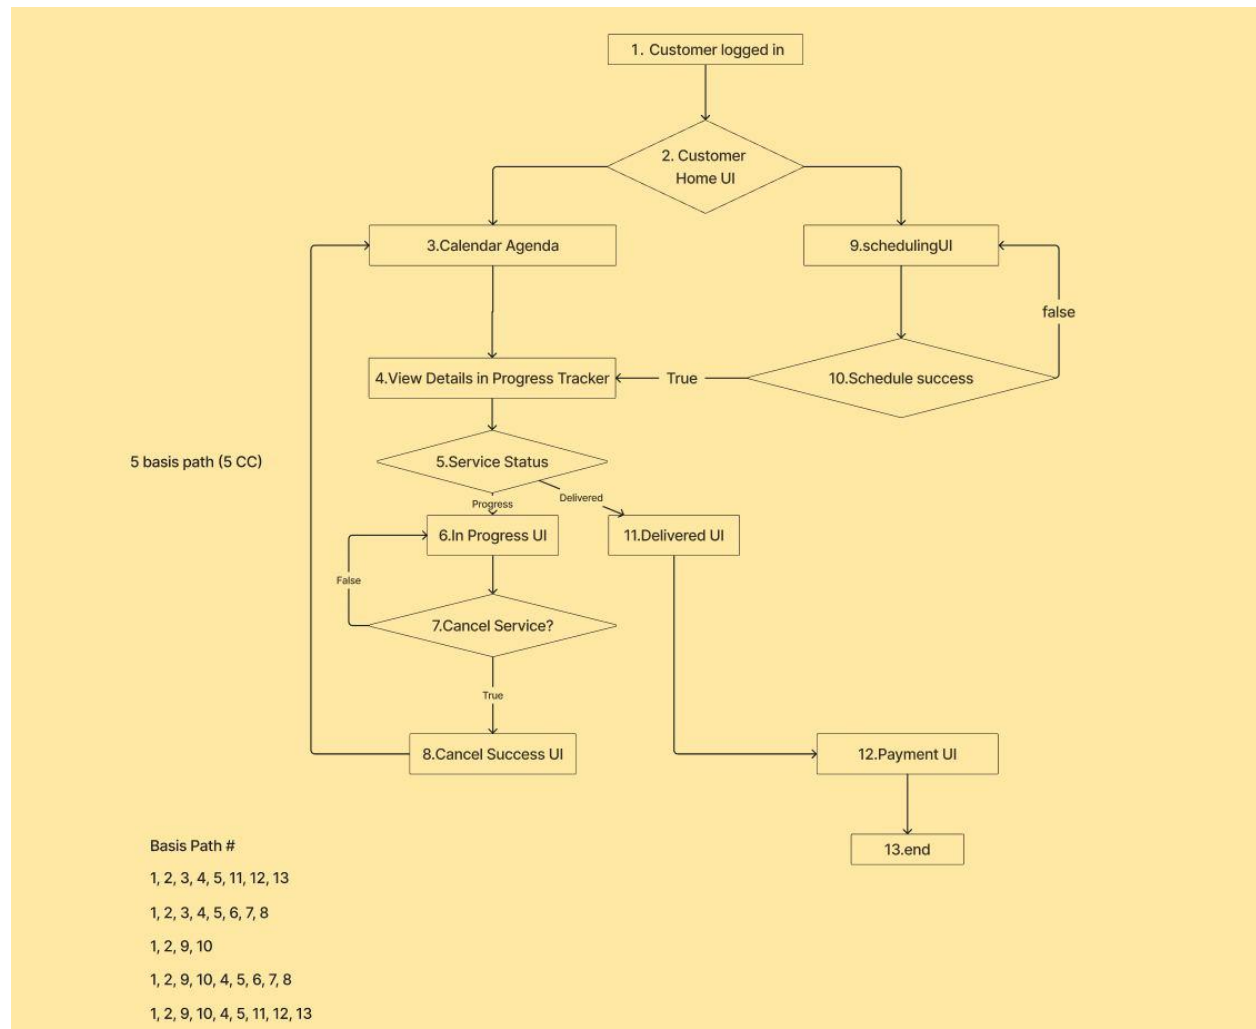 1. Customer logged in
2. Customer
Home UI
3.Calendar Agenda
9.schedulingUI
false
4.View Details in Progress Tracker
True
10.Schedule success
5 basis path (5 CC)
5.Service Status
Progress
Delivered
6.In Progress UI
11.Delivered UI
False
7.Cancel Service?
True
8.Cancel Success UI
12.Payment UI
13.end
Basis Path #
1, 2, 3, 4, 5, 11, 12, 13
1, 2, 3, 4, 5, 6, 7, 8
1, 2, 9, 10
1, 2, 9, 10, 4, 5, 6, 7, 8
1, 2, 9, 10, 4, 5, 11, 12, 13